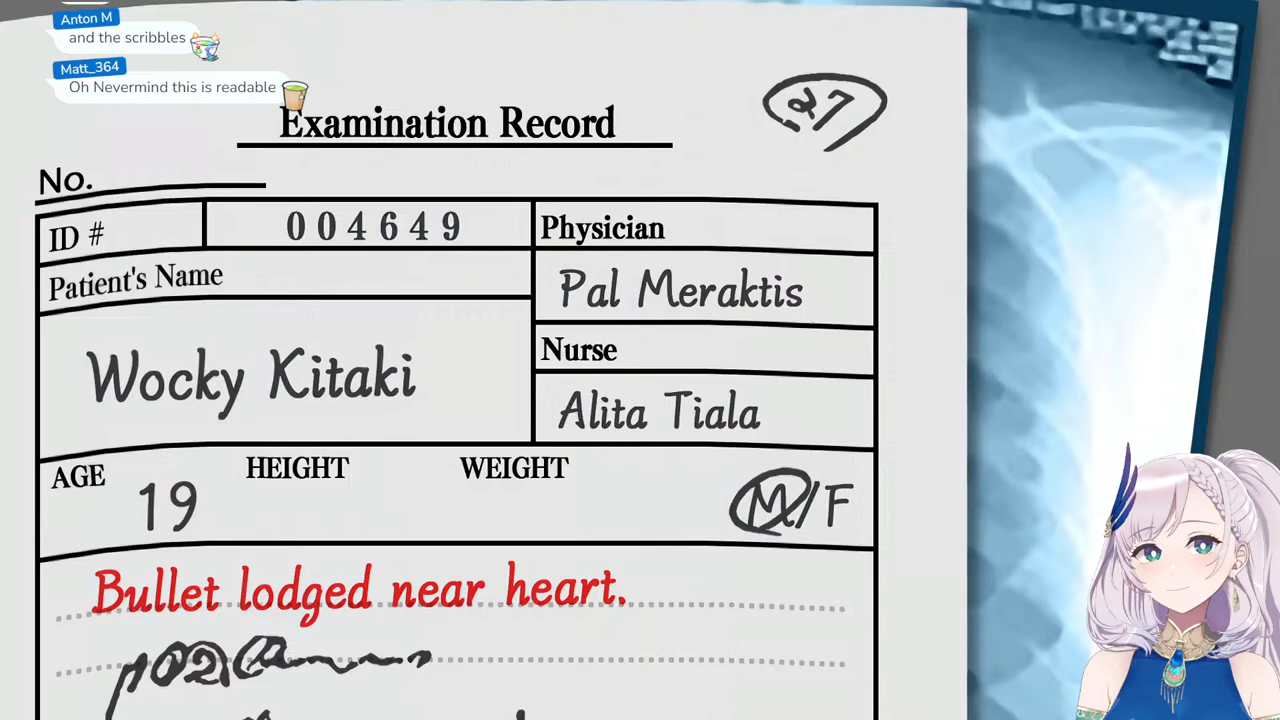 Anton M
and the scribbles
Matt_364
Oh Nevermind this is readable
Examination Record
27
No.
ID #
004649
Physician
Patient's Name
Pal Meraktis
Wocky Kitaki
Nurse
Alita Tiala
AGE
HEIGHT
WEIGHT
19
M/F
Bullet lodged near heart.